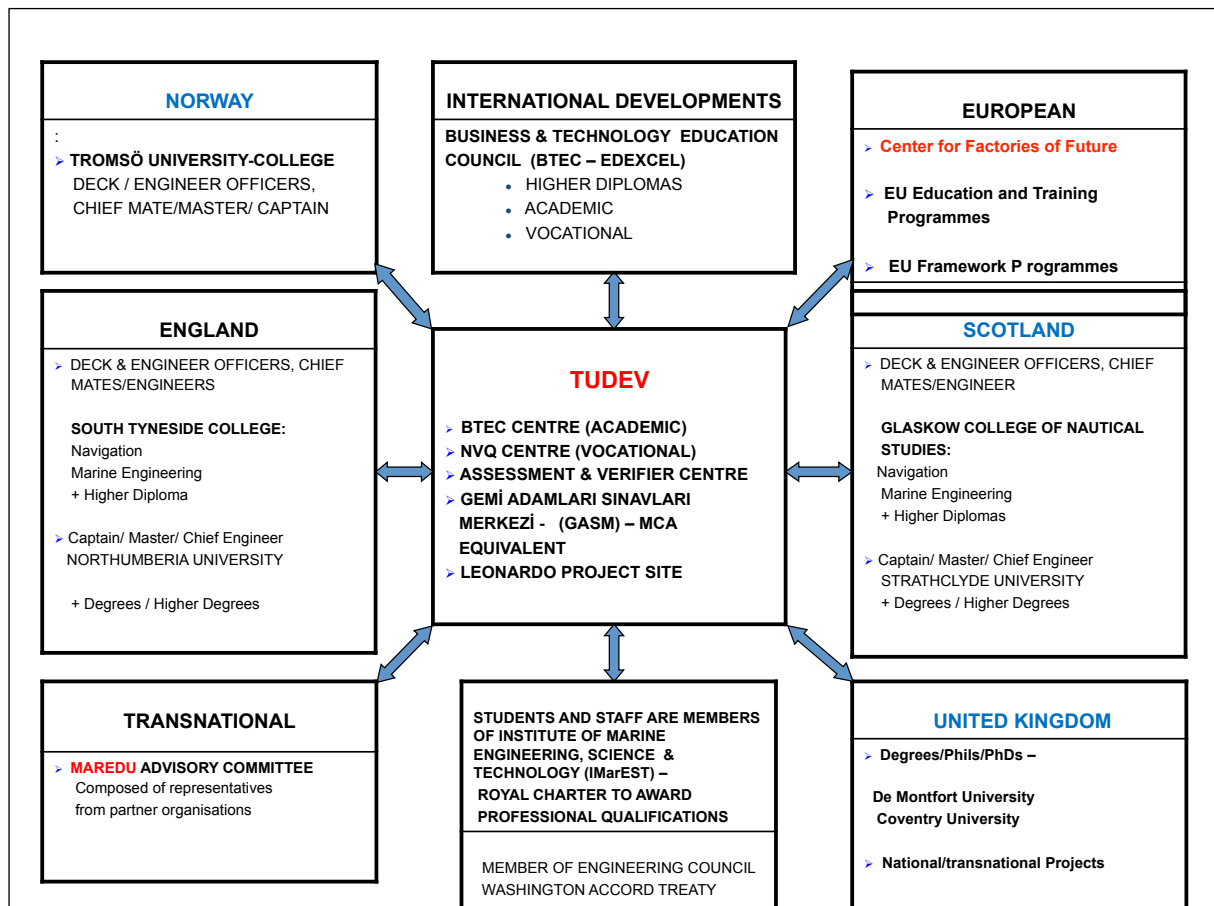 NORWAY
:
TROMSÖ UNIVERSITY-COLLEGE
DECK / ENGINEER OFFICERS,
CHIEF MATE/MASTER/ CAPTAIN
INTERNATIONAL DEVELOPMENTS
BUSINESS & TECHNOLOGY EDUCATION
COUNCIL (BTEC – EDEXCEL)
• HIGHER DIPLOMAS
• ACADEMIC
• VOCATIONAL
EUROPEAN
Center for Factories of Future
EU Education and Training
Programmes
EU Framework P rogrammes
ENGLAND
DECK & ENGINEER OFFICERS, CHIEF
MATES/ENGINEERS
SOUTH TYNESIDE COLLEGE:
Navigation
Marine Engineering
+ Higher Diploma
Captain/ Master/ Chief Engineer
NORTHUMBERIA UNIVERSITY
+ Degrees / Higher Degrees
TUDEV
BTEC CENTRE (ACADEMIC)
NVQ CENTRE (VOCATIONAL)
ASSESSMENT & VERIFIER CENTRE
GEMİ ADAMLARI SINAVLARI
MERKEZİ - (GASM) – MCA
EQUIVALENT
LEONARDO PROJECT SITE
SCOTLAND
DECK & ENGINEER OFFICERS, CHIEF
MATES/ENGINEER
GLASKOW COLLEGE OF NAUTICAL
STUDIES:
Navigation
Marine Engineering
+ Higher Diplomas
Captain/ Master/ Chief Engineer
STRATHCLYDE UNIVERSITY
+ Degrees / Higher Degrees
TRANSNATIONAL
MAREDU ADVISORY COMMITTEE
Composed of representatives
from partner organisations
STUDENTS AND STAFF ARE MEMBERS
OF INSTITUTE OF MARINE
ENGINEERING, SCIENCE &
TECHNOLOGY (IMarEST) –
ROYAL CHARTER TO AWARD
PROFESSIONAL QUALIFICATIONS
MEMBER OF ENGINEERING COUNCIL
WASHINGTON ACCORD TREATY
UNITED KINGDOM
Degrees/Phils/PhDs –
De Montfort University
Coventry University
National/transnational Projects